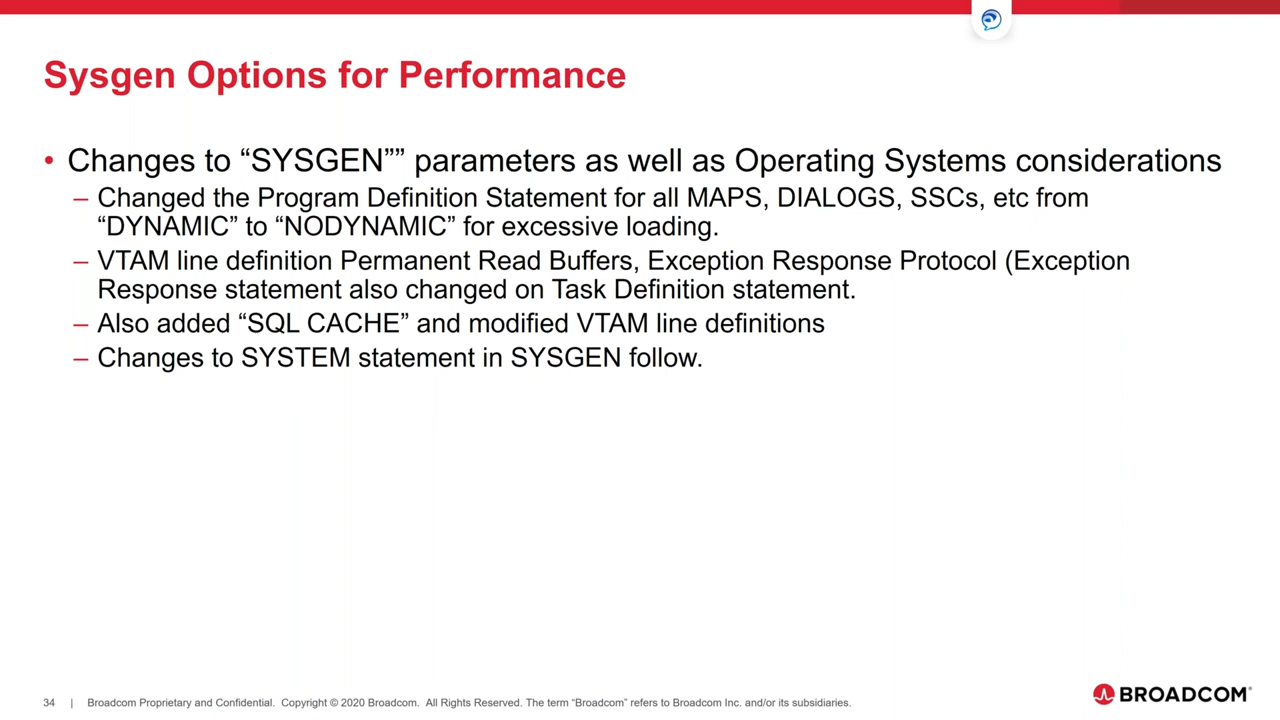 Sysgen Options for Performance
• Changes to “SYSGEN”” parameters as well as Operating Systems considerations
– Changed the Program Definition Statement for all MAPS, DIALOGS, SSCs, etc from
“DYNAMIC” to “NODYNAMIC” for excessive loading.
– VTAM line definition Permanent Read Buffers, Exception Response Protocol (Exception
Response statement also changed on Task Definition statement.
– Also added “SQL CACHE” and modified VTAM line definitions
– Changes to SYSTEM statement in SYSGEN follow.
34 | Broadcom Proprietary and Confidential. Copyright © 2020 Broadcom. All Rights Reserved. The term “Broadcom” refers to Broadcom Inc. and/or its subsidiaries.
BROADCOM®